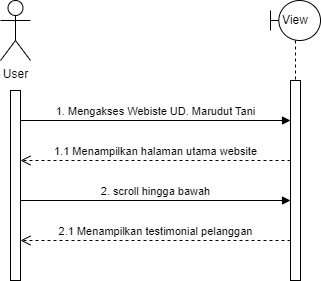 View
User
1. Mengakses Webiste UD. Marudut Tani
1.1 Menampilkan halaman utama website
2. scroll hingga bawah
2.1 Menampilkan testimonial pelanggan